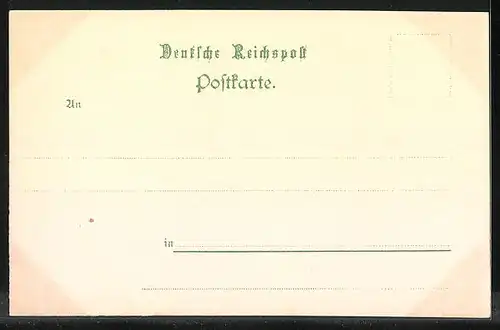 Deutſche Reichspoſt
Poſtkarte.
An
in